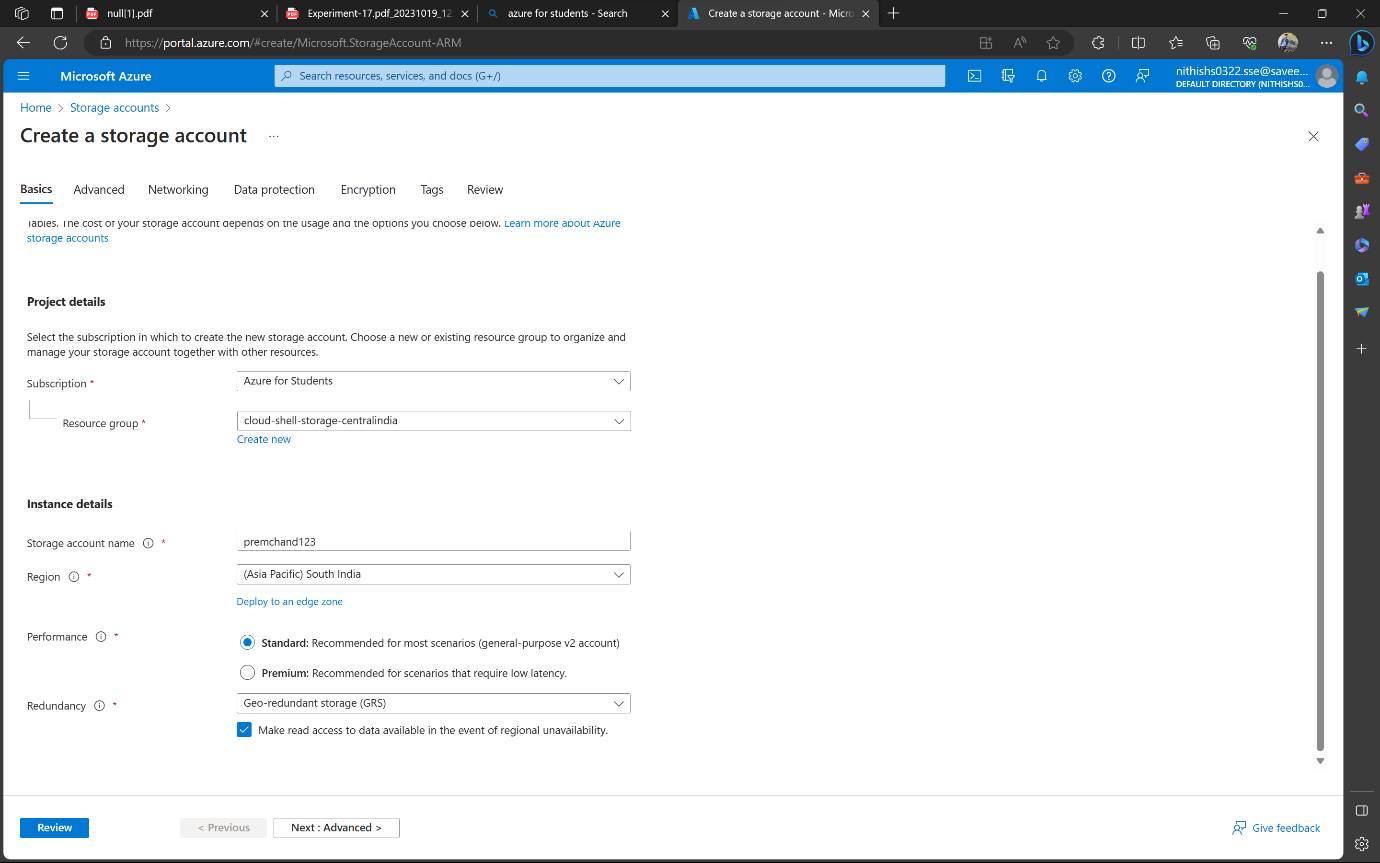 null[1].pdf
Experiment-17.pdf_20231019_12
azure for students - Search
Create a storage account - Micro
https://portal.azure.com/#create/Microsoft.StorageAccount-ARM
Microsoft Azure
Search resources, services, and docs (G+/)
nithishs0322.sse@savee...
DEFAULT DIRECTORY (NITHISHS0...
Home > Storage accounts >
Create a storage account ...
Basics Advanced Networking Data protection Encryption Tags Review
Tables. The cost of your storage account depends on the usage and the options you choose below. Learn more about Azure
storage accounts
Project details
Select the subscription in which to create the new storage account. Choose a new or existing resource group to organize and
manage your storage account together with other resources.
Subscription *
Azure for Students
Resource group *
cloud-shell-storage-centralindia
Create new
Instance details
Storage account name *
premchand123
Region *
(Asia Pacific) South India
Deploy to an edge zone
Performance *
Standard: Recommended for most scenarios (general-purpose v2 account)
Premium: Recommended for scenarios that require low latency.
Redundancy *
Geo-redundant storage (GRS)
Make read access to data available in the event of regional unavailability.
Review
< Previous
Next : Advanced >
Give feedback